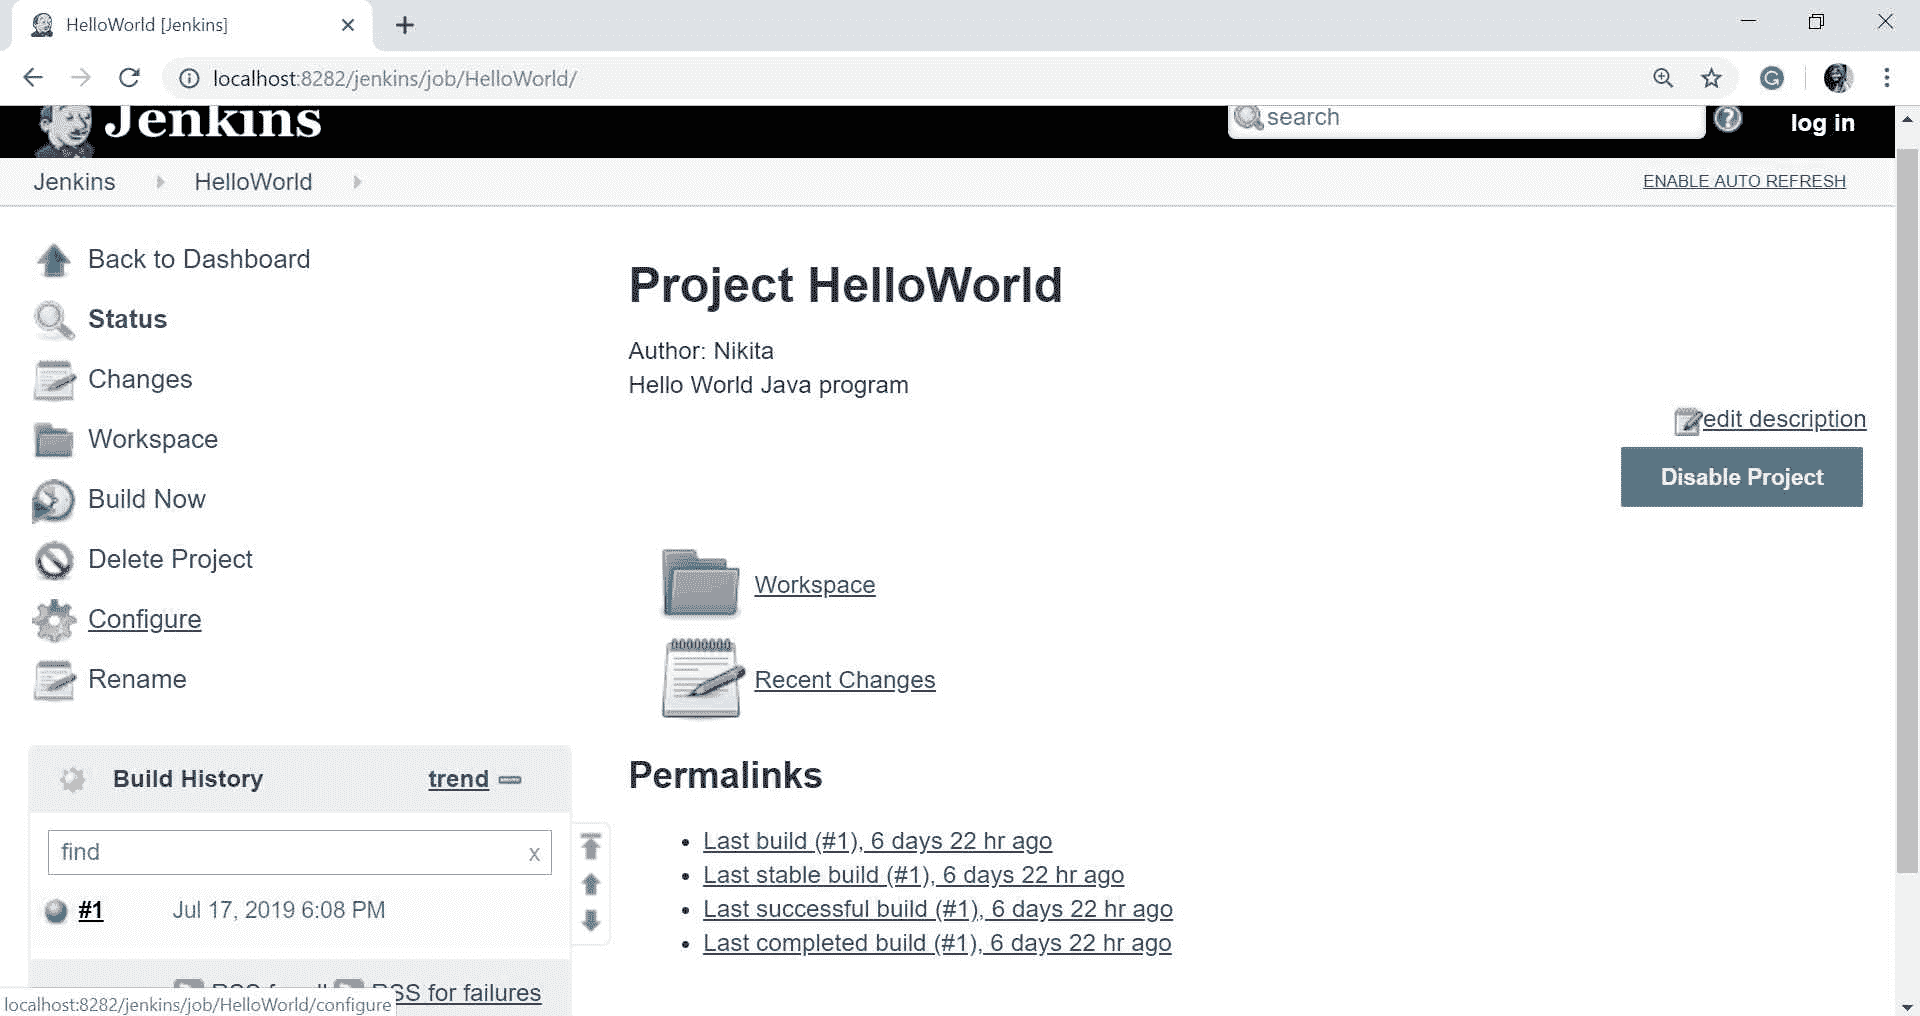 HelloWorld [Jenkins]
localhost:8282/jenkins/job/HelloWorld/
Jenkins
search
log in
Jenkins HelloWorld
ENABLE AUTO REFRESH
Back to Dashboard
Status
Changes
Workspace
Build Now
Delete Project
Configure
Rename
Project HelloWorld
Author: Nikita
Hello World Java program
edit description
Disable Project
Workspace
Recent Changes
Permalinks
Last build (#1), 6 days 22 hr ago
Last stable build (#1), 6 days 22 hr ago
Last successful build (#1), 6 days 22 hr ago
Last completed build (#1), 6 days 22 hr ago
Build History trend
find x
#1 Jul 17, 2019 6:08 PM
for failures
localhost:8282/jenkins/job/HelloWorld/configure